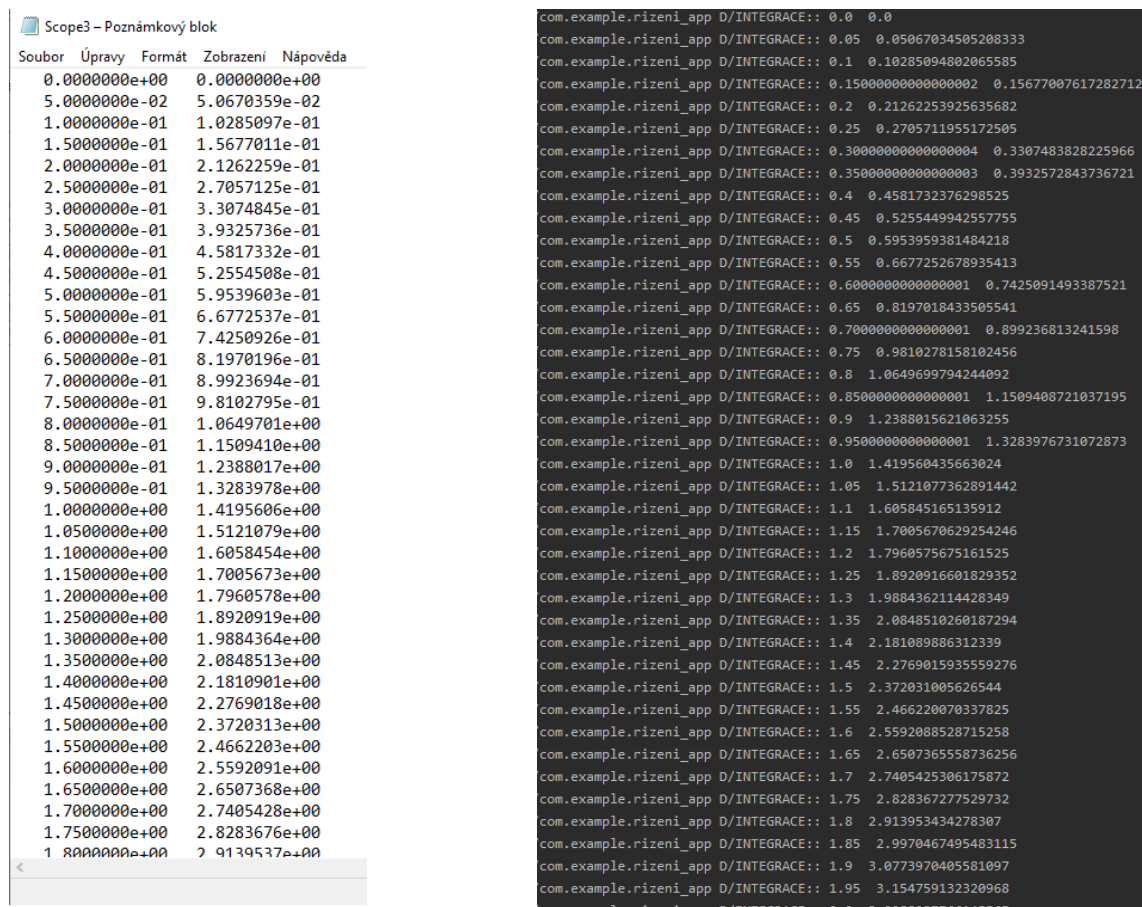 Scope3 – Poznámkový blok
Soubor Úpravy Formát Zobrazení Nápověda
0.0000000e+00 0.0000000e+00
5.0000000e-02 5.0670359e-02
1.0000000e-01 1.0285097e-01
1.5000000e-01 1.5677011e-01
2.0000000e-01 2.1262259e-01
2.5000000e-01 2.7057125e-01
3.0000000e-01 3.3074845e-01
3.5000000e-01 3.9325736e-01
4.0000000e-01 4.5817332e-01
4.5000000e-01 5.2554508e-01
5.0000000e-01 5.9539603e-01
5.5000000e-01 6.6772537e-01
6.0000000e-01 7.4250926e-01
6.5000000e-01 8.1970196e-01
7.0000000e-01 8.9923694e-01
7.5000000e-01 9.8102795e-01
8.0000000e-01 1.0649701e+00
8.5000000e-01 1.1509410e+00
9.0000000e-01 1.2388017e+00
9.5000000e-01 1.3283978e+00
1.0000000e+00 1.4195606e+00
1.0500000e+00 1.5121079e+00
1.1000000e+00 1.6058454e+00
1.1500000e+00 1.7005673e+00
1.2000000e+00 1.7960578e+00
1.2500000e+00 1.8920919e+00
1.3000000e+00 1.9884364e+00
1.3500000e+00 2.0848513e+00
1.4000000e+00 2.1810901e+00
1.4500000e+00 2.2769018e+00
1.5000000e+00 2.3720313e+00
1.5500000e+00 2.4662203e+00
1.6000000e+00 2.5592091e+00
1.6500000e+00 2.6507368e+00
1.7000000e+00 2.7405428e+00
1.7500000e+00 2.8283676e+00
1.8000000e+00 2.9139537e+00
com.example.rizeni_app D/INTEGRACE:: 0.0 0.0
com.example.rizeni_app D/INTEGRACE:: 0.05 0.05067034505208333
com.example.rizeni_app D/INTEGRACE:: 0.1 0.10285094802065585
com.example.rizeni_app D/INTEGRACE:: 0.15000000000000002 0.15677007617282712
com.example.rizeni_app D/INTEGRACE:: 0.2 0.21262253925635682
com.example.rizeni_app D/INTEGRACE:: 0.25 0.2705711955172505
com.example.rizeni_app D/INTEGRACE:: 0.30000000000000004 0.3307483828225966
com.example.rizeni_app D/INTEGRACE:: 0.35000000000000003 0.3932572843736721
com.example.rizeni_app D/INTEGRACE:: 0.4 0.4581732376298525
com.example.rizeni_app D/INTEGRACE:: 0.45 0.5255449942557755
com.example.rizeni_app D/INTEGRACE:: 0.5 0.5953959381484218
com.example.rizeni_app D/INTEGRACE:: 0.55 0.6677252678935413
com.example.rizeni_app D/INTEGRACE:: 0.6000000000000001 0.7425091493387521
com.example.rizeni_app D/INTEGRACE:: 0.65 0.8197018433505541
com.example.rizeni_app D/INTEGRACE:: 0.7000000000000001 0.899236813241598
com.example.rizeni_app D/INTEGRACE:: 0.75 0.9810278158102456
com.example.rizeni_app D/INTEGRACE:: 0.8 1.0649699794244092
com.example.rizeni_app D/INTEGRACE:: 0.8500000000000001 1.1509408721037195
com.example.rizeni_app D/INTEGRACE:: 0.9 1.2388015621063255
com.example.rizeni_app D/INTEGRACE:: 0.9500000000000001 1.3283976731072873
com.example.rizeni_app D/INTEGRACE:: 1.0 1.419560435663024
com.example.rizeni_app D/INTEGRACE:: 1.05 1.5121077362891442
com.example.rizeni_app D/INTEGRACE:: 1.1 1.605845165135912
com.example.rizeni_app D/INTEGRACE:: 1.15 1.7005670629254246
com.example.rizeni_app D/INTEGRACE:: 1.2 1.7960575675161525
com.example.rizeni_app D/INTEGRACE:: 1.25 1.8920916601829352
com.example.rizeni_app D/INTEGRACE:: 1.3 1.9884362114428349
com.example.rizeni_app D/INTEGRACE:: 1.35 2.0848510260187294
com.example.rizeni_app D/INTEGRACE:: 1.4 2.181089886312339
com.example.rizeni_app D/INTEGRACE:: 1.45 2.2769015935559276
com.example.rizeni_app D/INTEGRACE:: 1.5 2.372031005626544
com.example.rizeni_app D/INTEGRACE:: 1.55 2.466220070337825
com.example.rizeni_app D/INTEGRACE:: 1.6 2.5592088528715258
com.example.rizeni_app D/INTEGRACE:: 1.65 2.6507365558736256
com.example.rizeni_app D/INTEGRACE:: 1.7 2.7405425306175872
com.example.rizeni_app D/INTEGRACE:: 1.75 2.828367277529732
com.example.rizeni_app D/INTEGRACE:: 1.8 2.913953434278307
com.example.rizeni_app D/INTEGRACE:: 1.85 2.9970467495483115
com.example.rizeni_app D/INTEGRACE:: 1.9 3.0773970405581097
com.example.rizeni_app D/INTEGRACE:: 1.95 3.154759132320968